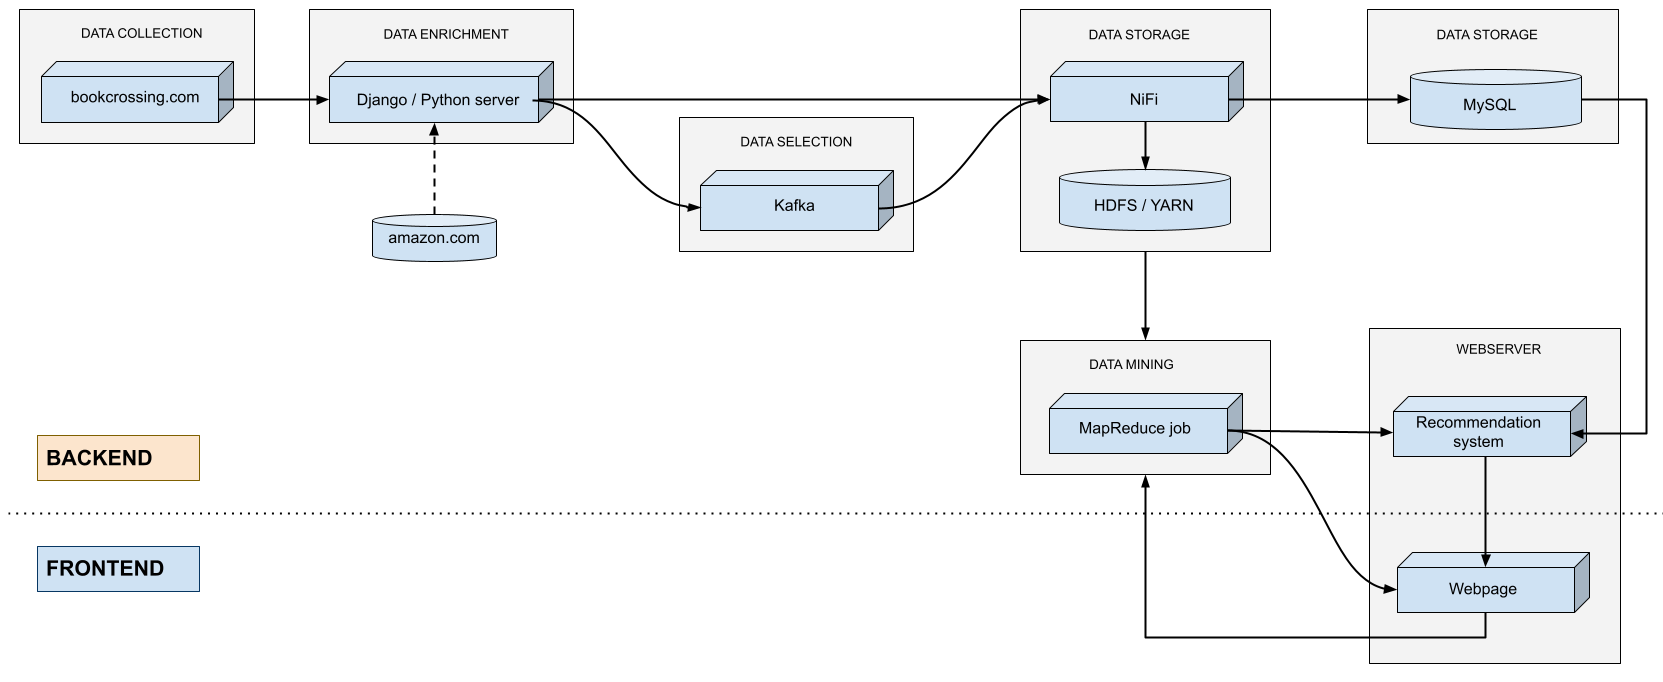 DATA COLLECTION
bookcrossing.com
DATA ENRICHMENT
Django / Python server
amazon.com
DATA SELECTION
Kafka
DATA STORAGE
NiFi
HDFS / YARN
DATA STORAGE
MySQL
DATA MINING
MapReduce job
WEBSERVER
Recommendation
system
Webpage
BACKEND
FRONTEND